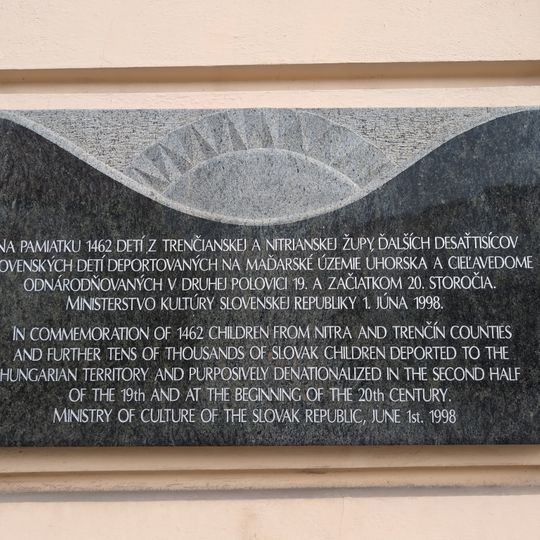 NA PAMIATKU 1462 DETÍ Z TRENČIANSKEJ A NITRIANSKEJ ŽUPY, ĎALŠÍCH DESAŤTISÍCOV
OVENSKÝCH DETÍ DEPORTOVANÝCH NA MAĎARSKÉ ÚZEMIE UHORSKA A CIEĽAVEDOME
ODNÁRODŇOVANÝCH V DRUHEJ POLOVICI 19. A ZAČIATKOM 20. STOROČIA.
MINISTERSTVO KULTÚRY SLOVENSKEJ REPUBLIKY 1. JÚNA 1998.
IN COMMEMORATION OF 1462 CHILDREN FROM NITRA AND TRENČÍN COUNTIES
AND FURTHER TENS OF THOUSANDS OF SLOVAK CHILDREN DEPORTED TO THE
HUNGARIAN TERRITORY AND PURPOSIVELY DENATIONALIZED IN THE SECOND HALF
OF THE 19th AND AT THE BEGINNING OF THE 20th CENTURY.
MINISTRY OF CULTURE OF THE SLOVAK REPUBLIC, JUNE 1st. 1998